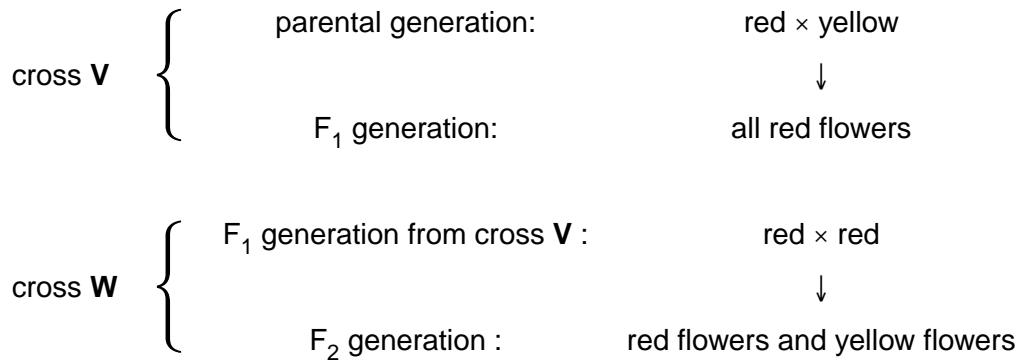 parental generation: red × yellow
cross V ↓
F₁ generation: all red flowers
F₁ generation from cross V : red × red
cross W ↓
F₂ generation : red flowers and yellow flowers